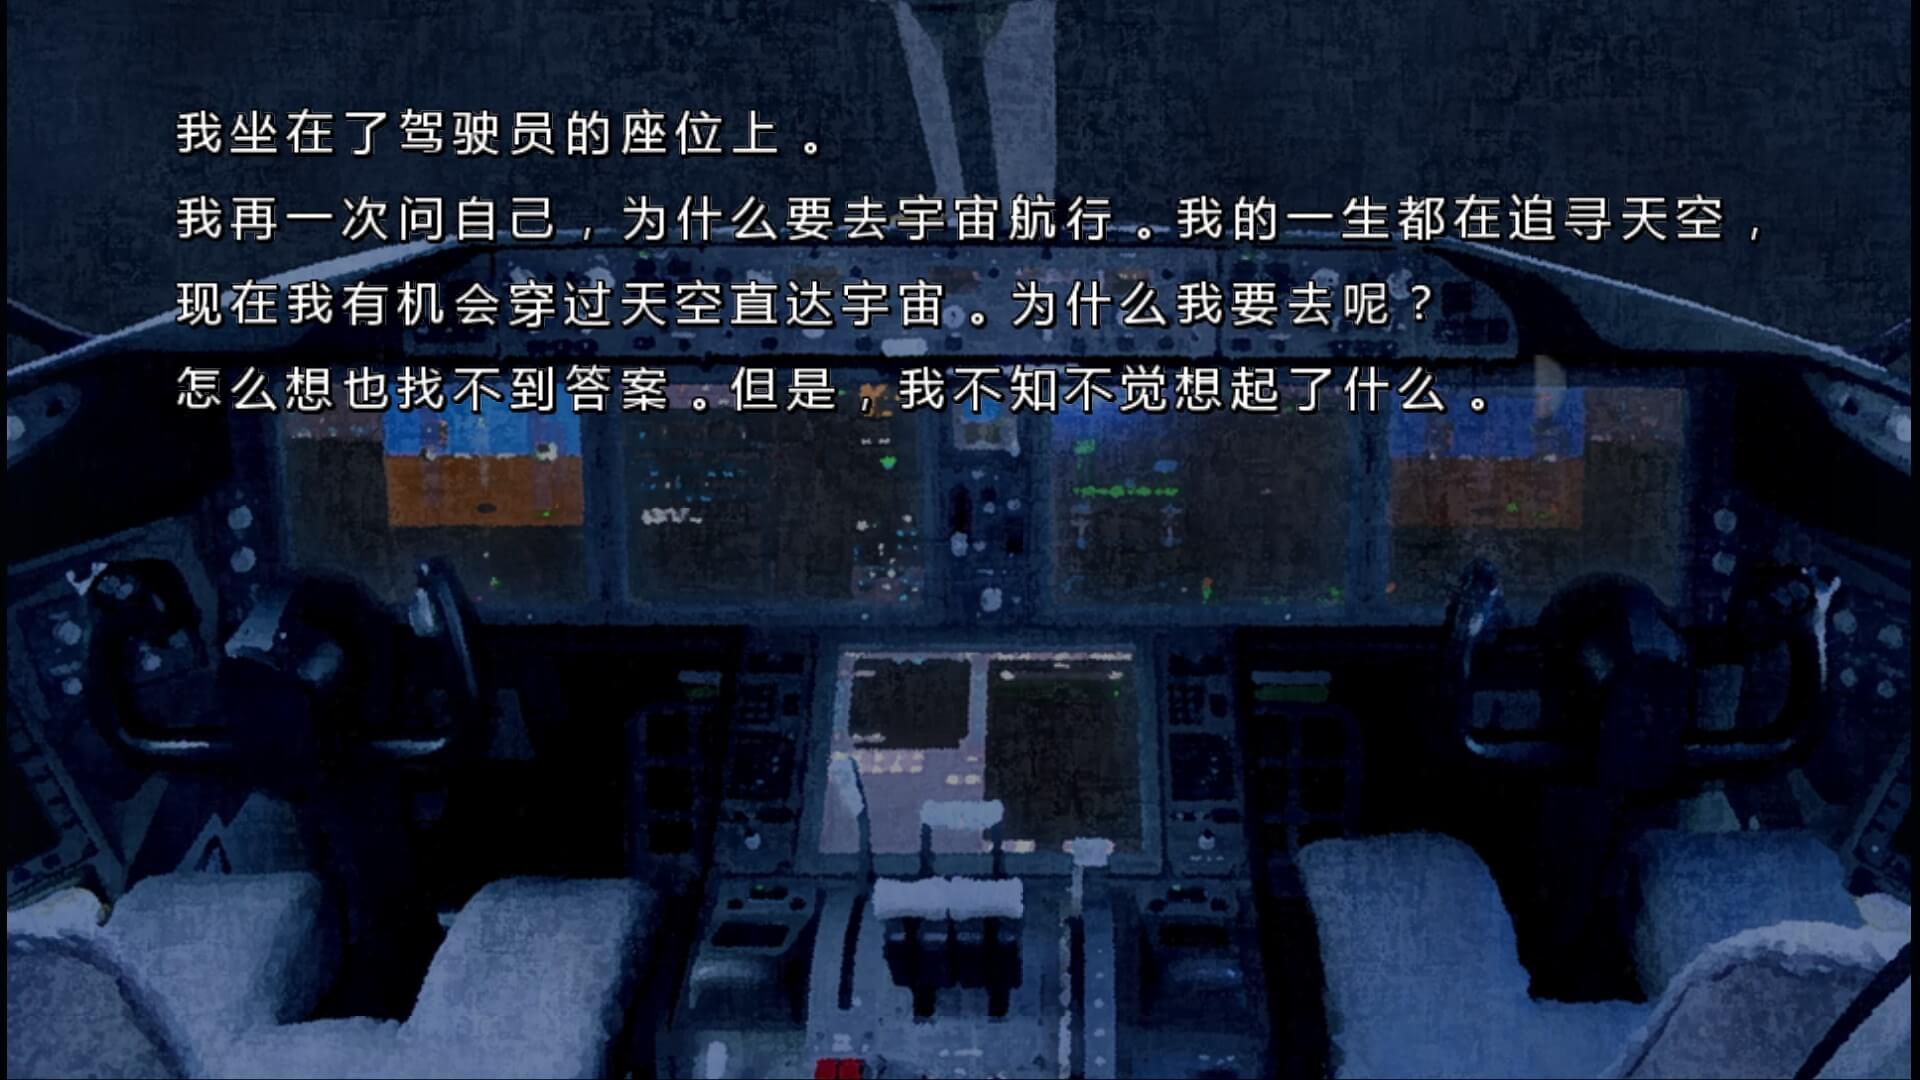 我坐在了驾驶员的座位上。
我再一次问自己，为什么要去宇宙航行。我的一生都在追寻天空，
现在我有机会穿过天空直达宇宙。为什么我要去呢？
怎么想也找不到答案。但是，我不知不觉想起了什么。